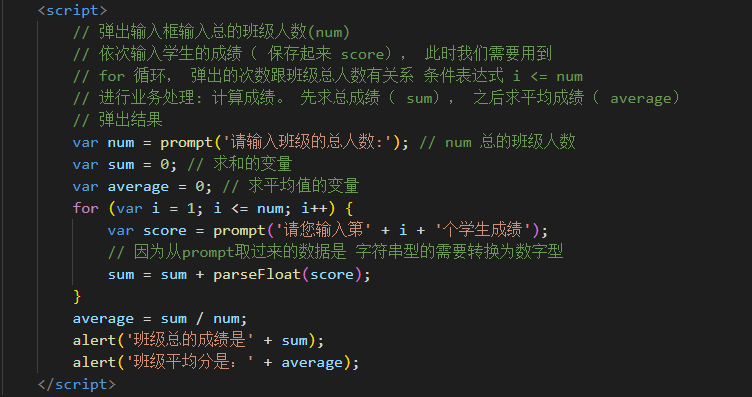 <script>
// 弹出输入框输入总的班级人数(num)
// 依次输入学生的成绩（ 保存起来 score）， 此时我们需要用到
// for 循环， 弹出的次数跟班级总人数有关系 条件表达式 i <= num
// 进行业务处理: 计算成绩。 先求总成绩（ sum）， 之后求平均成绩（ average）
// 弹出结果
var num = prompt('请输入班级的总人数:'); // num 总的班级人数
var sum = 0; // 求和的变量
var average = 0; // 求平均值的变量
for (var i = 1; i <= num; i++) {
var score = prompt('请您输入第' + i + '个学生成绩');
// 因为从prompt取过来的数据是 字符串型的需要转换为数字型
sum = sum + parseFloat(score);
}
average = sum / num;
alert('班级总的成绩是' + sum);
alert('班级平均分是：' + average);
</script>